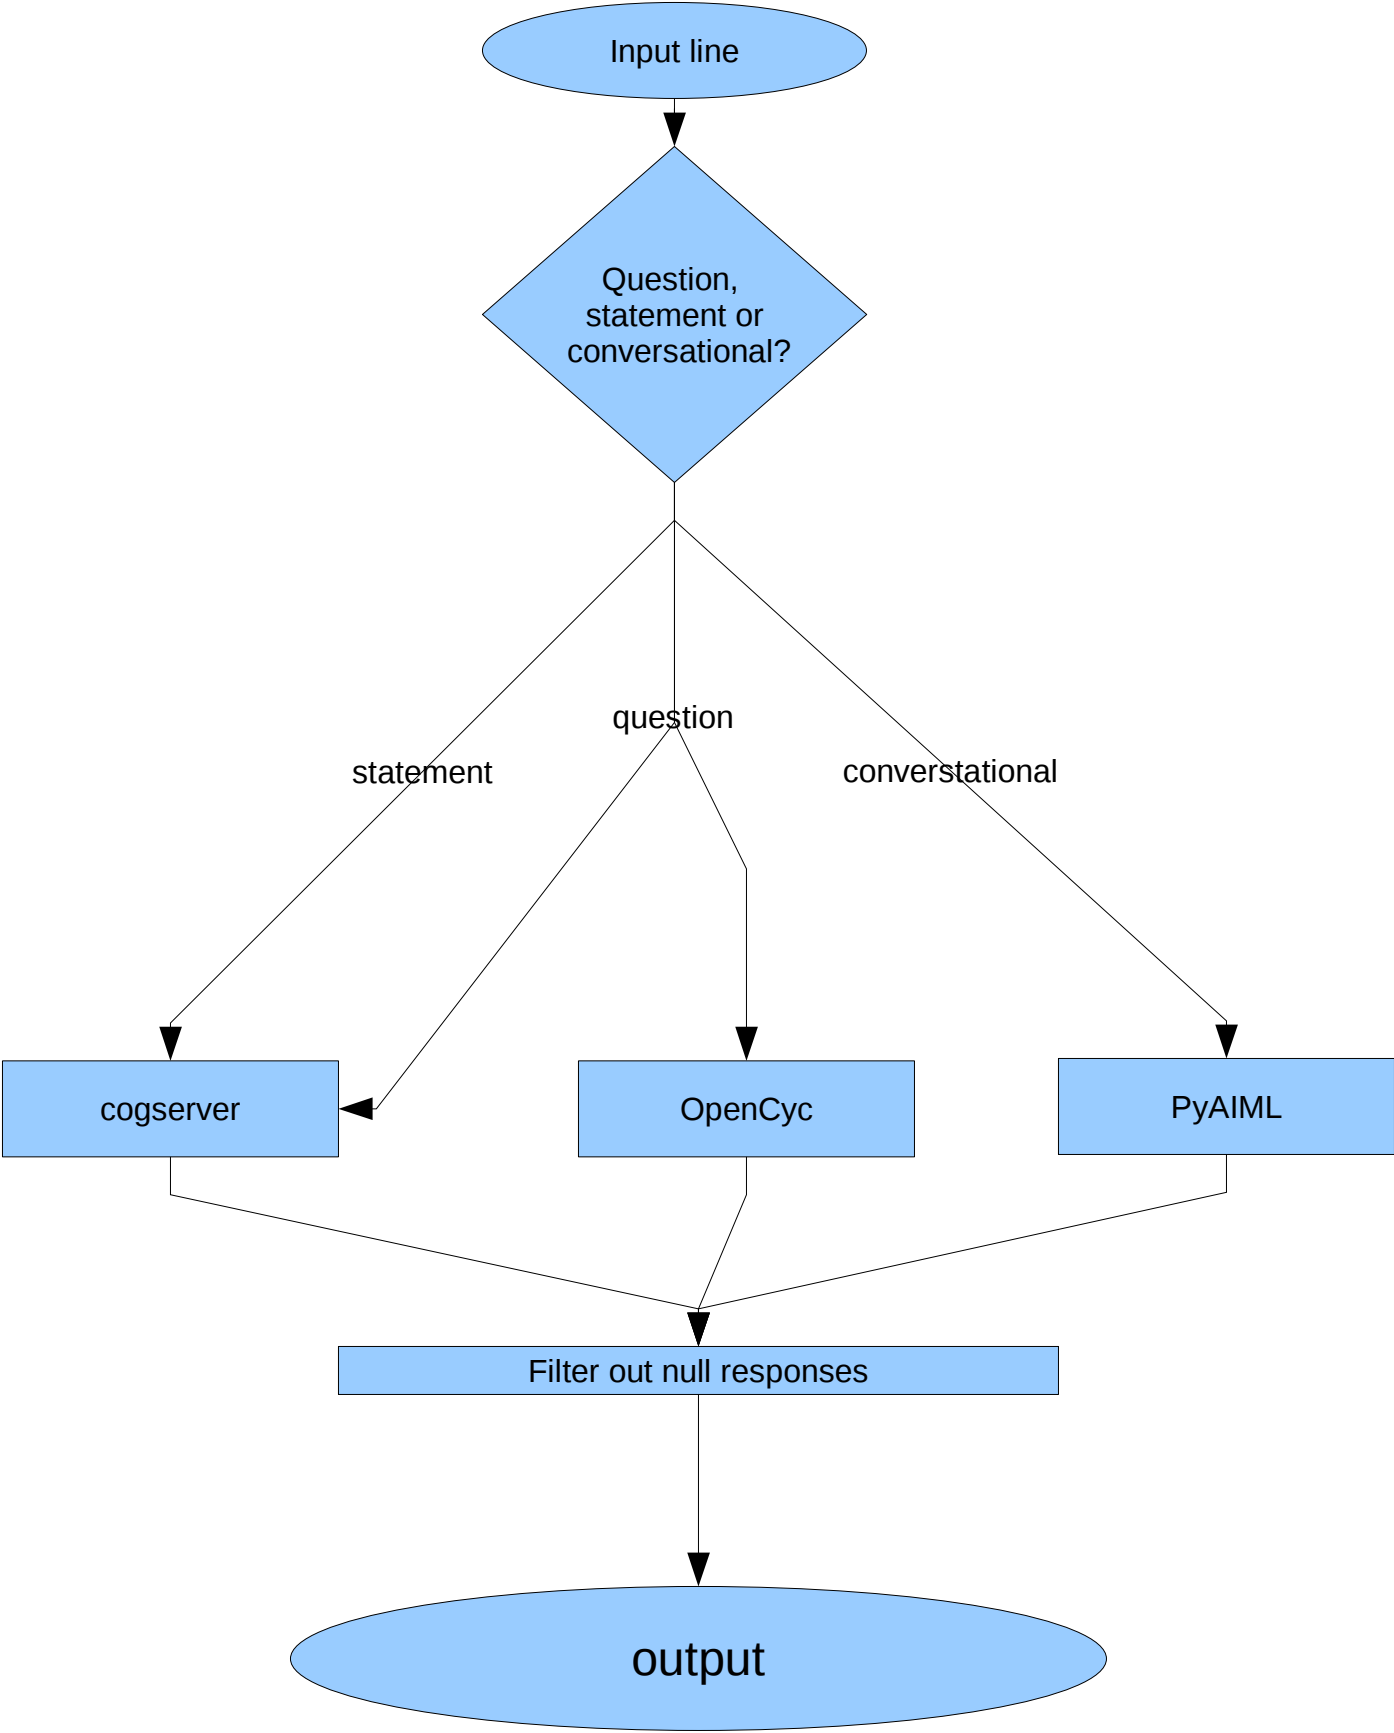 Input line
Question,
statement or
conversational?
question
statement
converstational
cogserver
OpenCyc
PyAIML
Filter out null responses
output